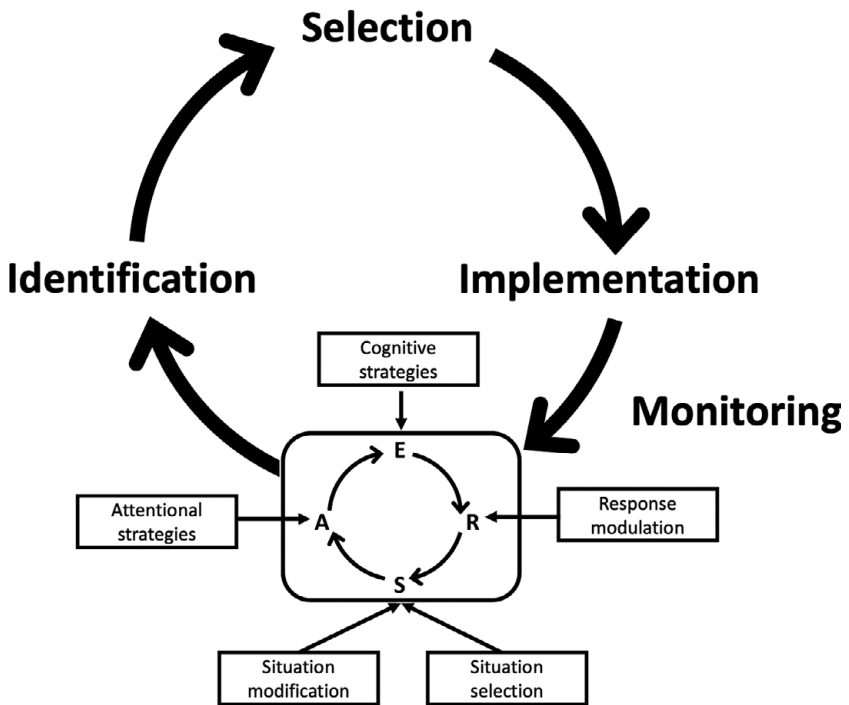 Selection
Identification
Implementation
Cognitive
strategies
Monitoring
E
Attentional
strategies
A
R
Response
modulation
S
Situation
modification
Situation
selection